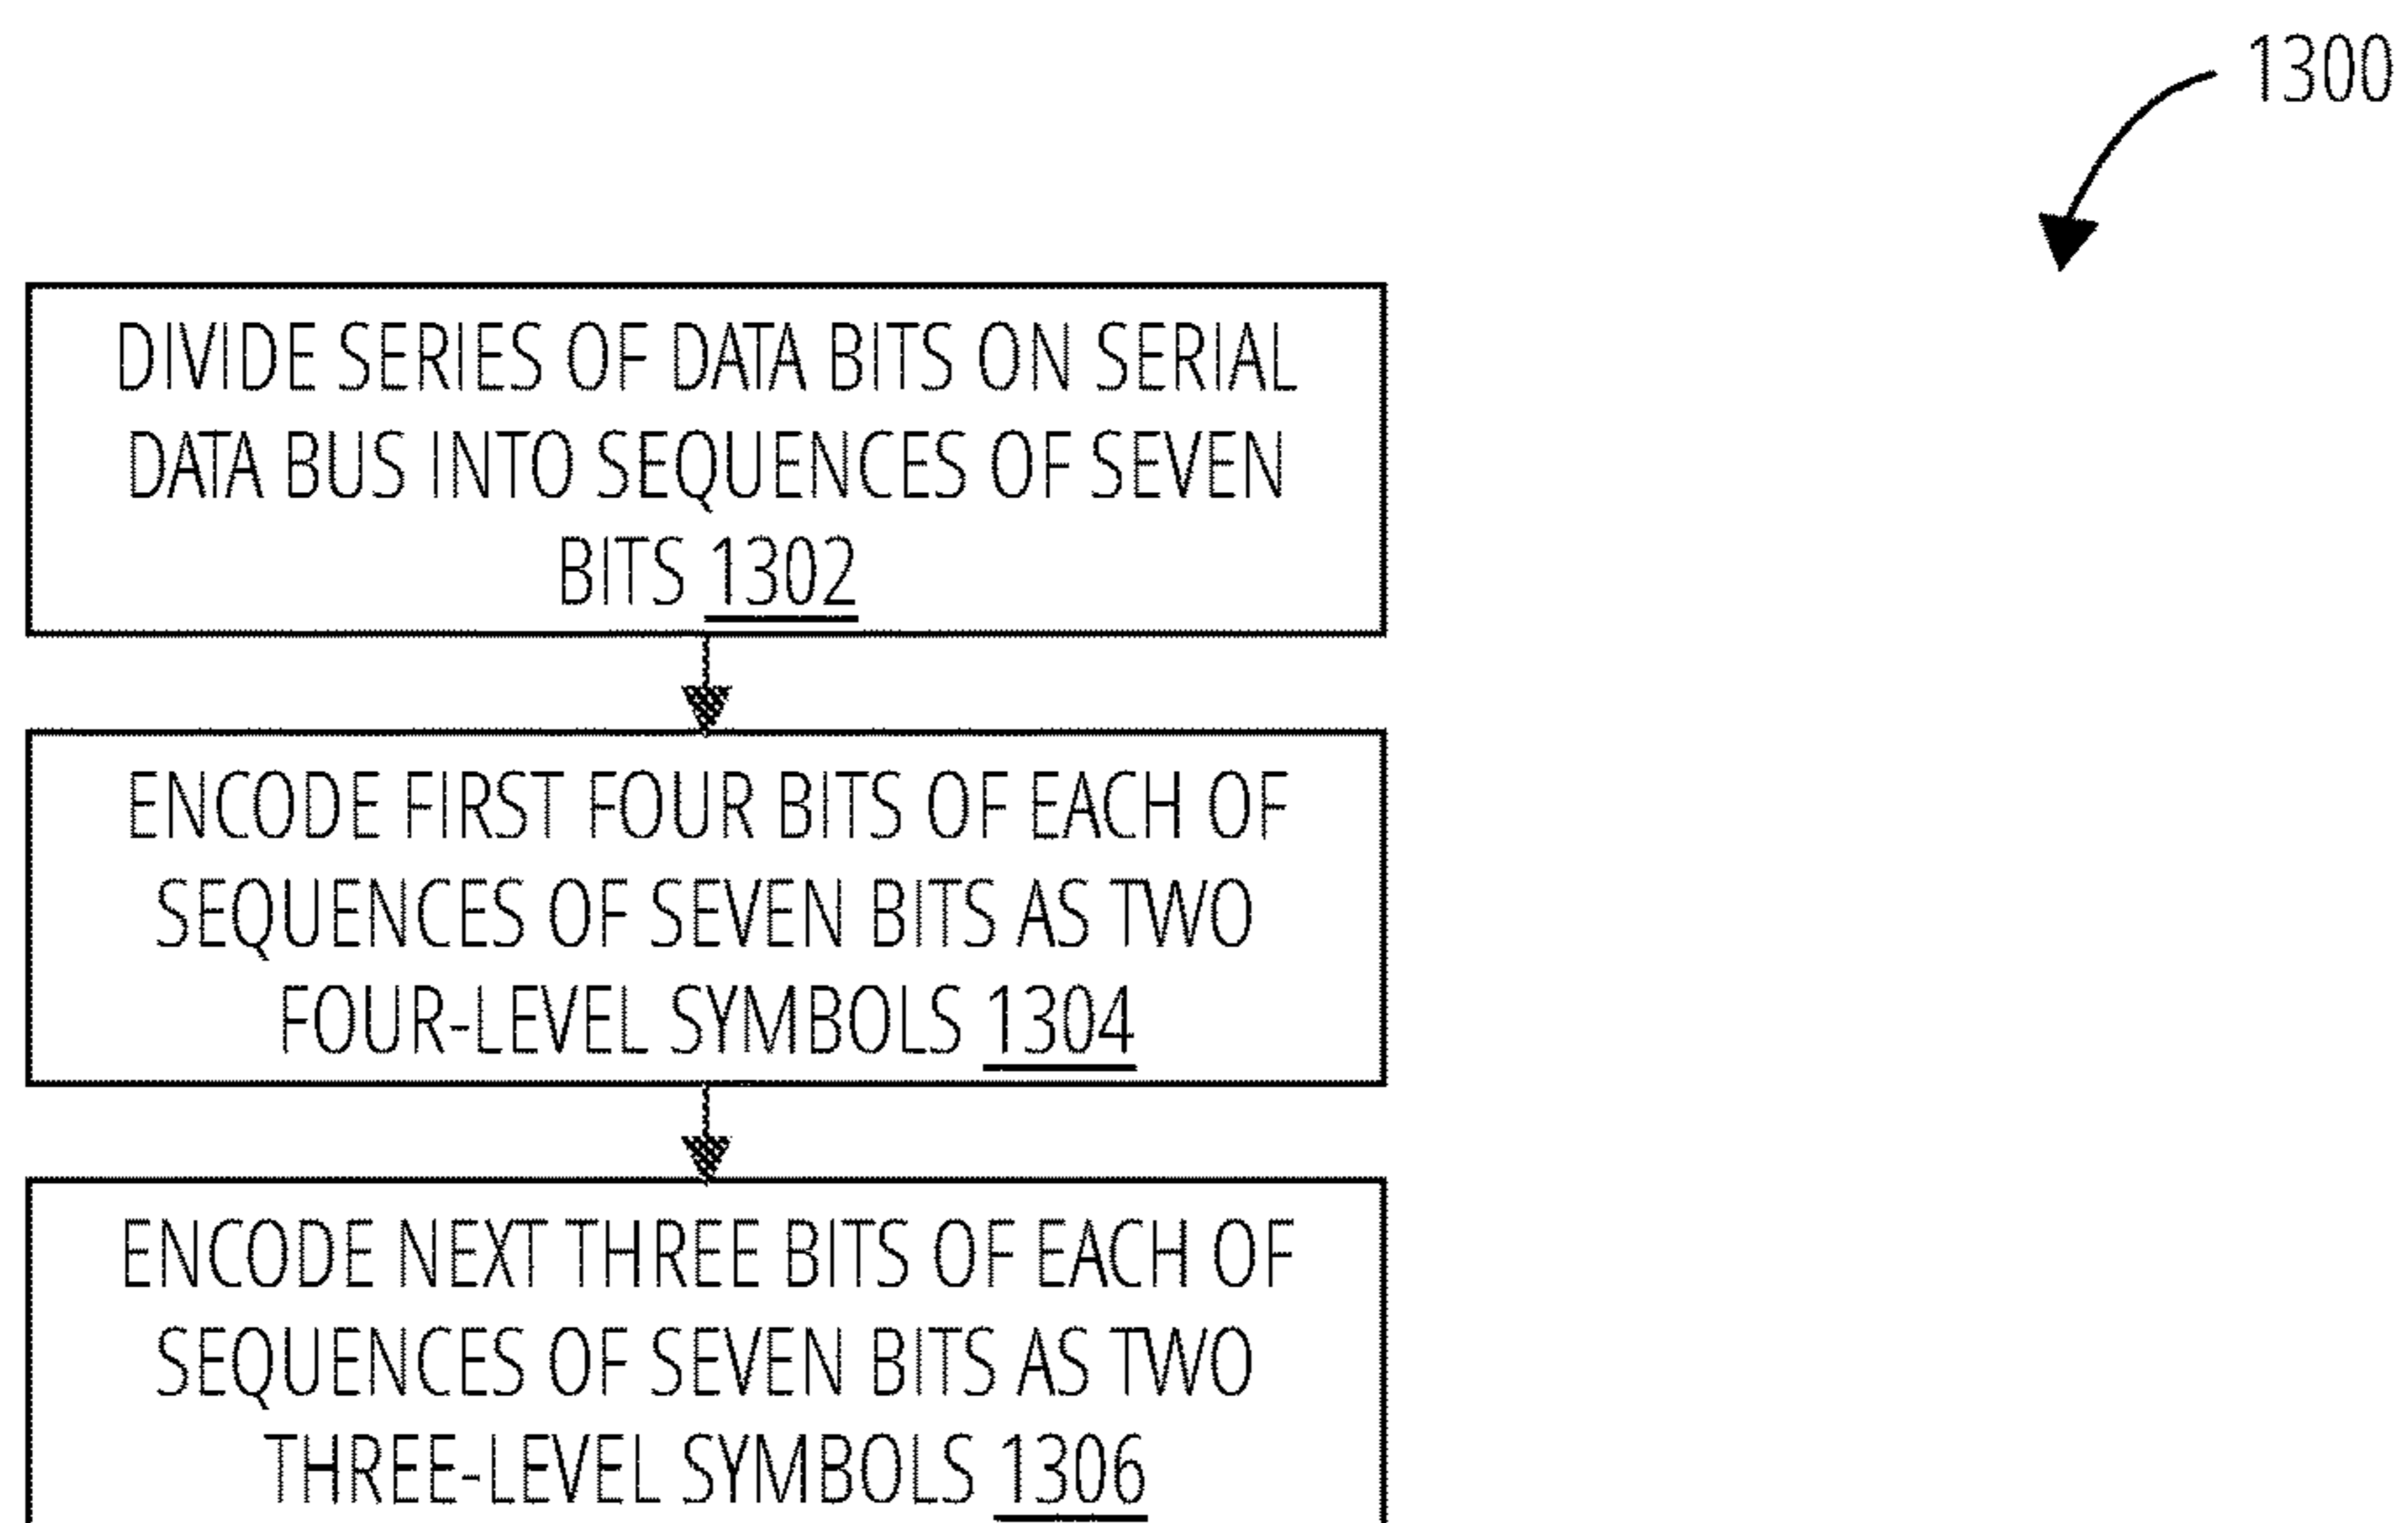 1300
DIVIDE SERIES OF DATA BITS ON SERIAL
DATA BUS INTO SEQUENCES OF SEVEN
BITS 1302
ENCODE FIRST FOUR BITS OF EACH OF
SEQUENCES OF SEVEN BITS AS TWO
FOUR-LEVEL SYMBOLS 1304
ENCODE NEXT THREE BITS OF EACH OF
SEQUENCES OF SEVEN BITS AS TWO
THREE-LEVEL SYMBOLS 1306